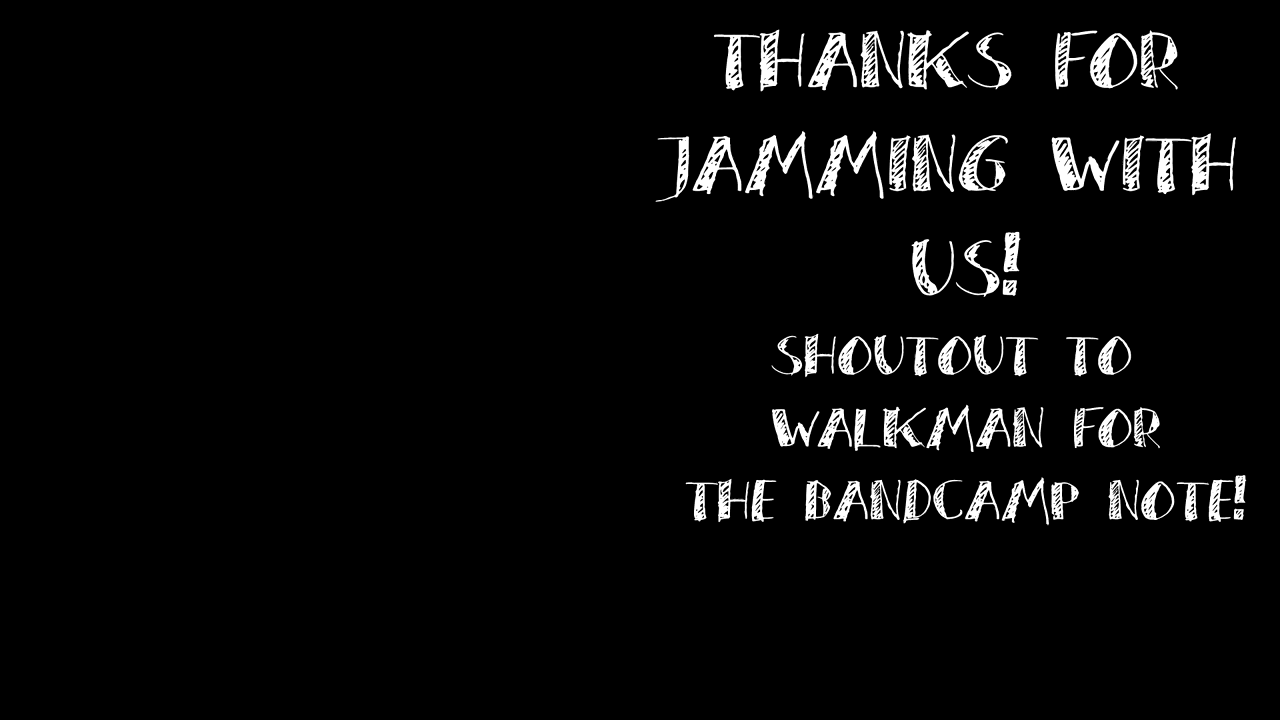 THANKS FOR
JAMMING WITH
US!
SHOUTOUT TO
WALKMAN FOR
THE BANDCAMP NOTE!